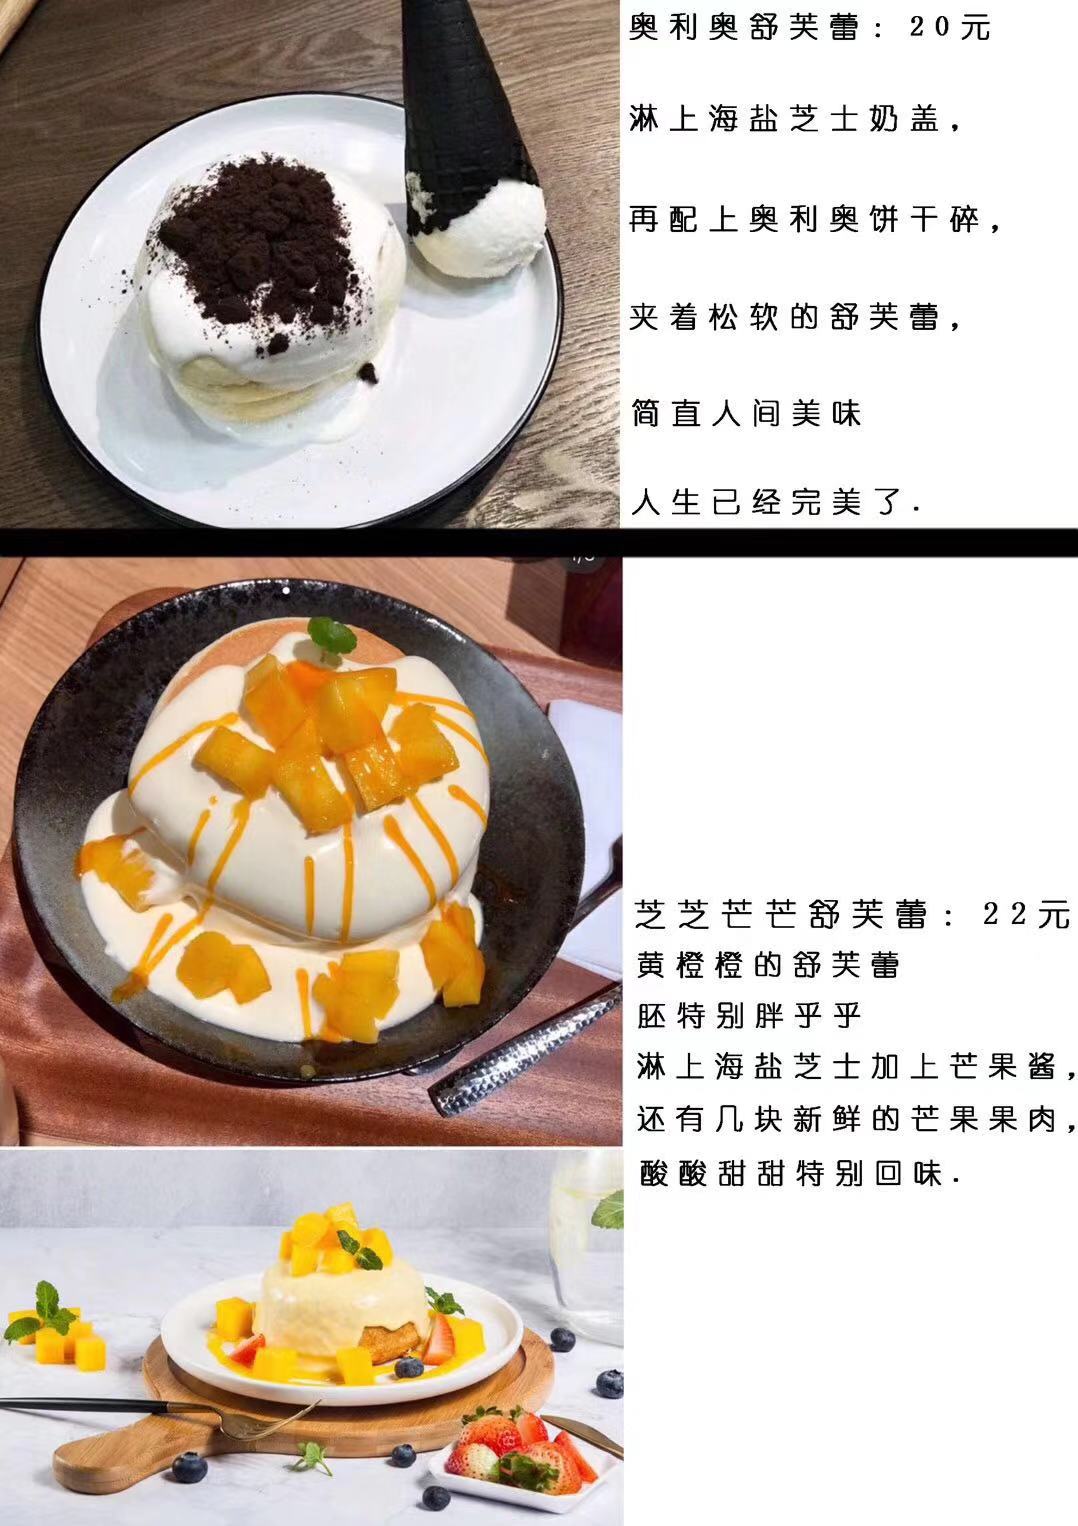 奥利奥舒芙蕾: 20元
淋上海盐芝士奶盖,
再配上奥利奥饼干碎,
夹着松软的舒芙蕾,
简直人间美味
人生已经完美了.
芝芝芒芒舒芙蕾: 22元
黄橙橙的舒芙蕾
胚特别胖乎乎
淋上海盐芝士加上芒果酱,
还有几块新鲜的芒果果肉,
酸酸甜甜特别回味.